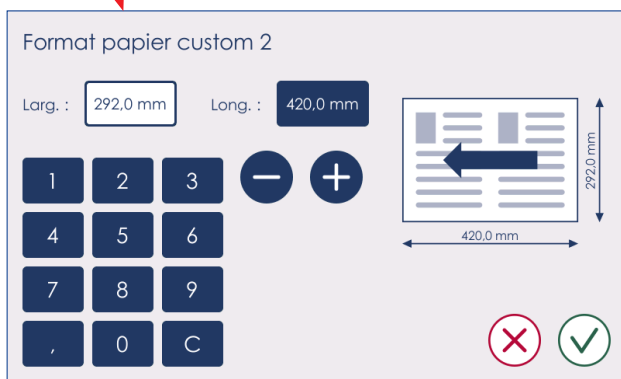 Format papier custom 2
Larg. : 292,0 mm Long. : 420,0 mm
1 2 3
4 5 6
7 8 9
, 0 C
292,0 mm
420,0 mm